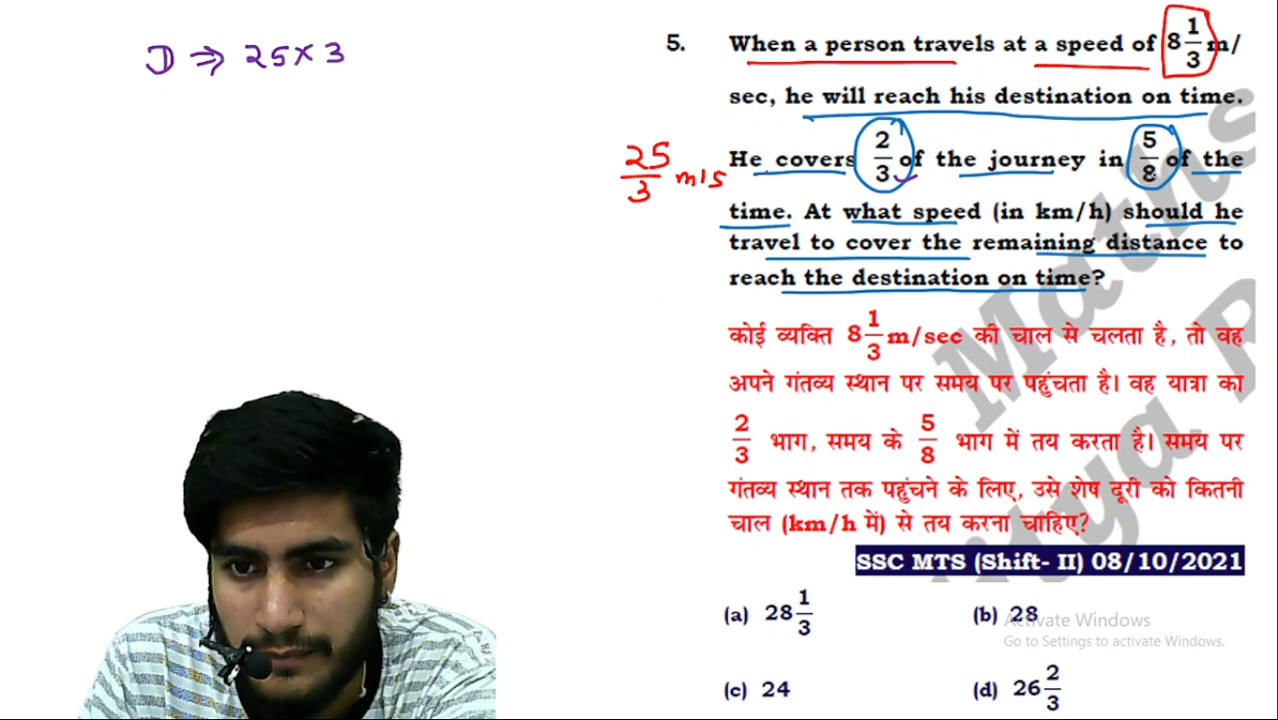 D ⇒ 25 × 3
5. When a person travels at a speed of 8 1/3 m/
sec, he will reach his destination on time.
25/3 m/s
He covers 2/3 of the journey in 5/8 of the
time. At what speed (in km/h) should he
travel to cover the remaining distance to
reach the destination on time?
कोई व्यक्ति 8 1/3 m/sec की चाल से चलता है, तो वह
अपने गंतव्य स्थान पर समय पर पहुंचता है। वह यात्रा का
2/3 भाग, समय के 5/8 भाग में तय करता है। समय पर
गंतव्य स्थान तक पहुंचने के लिए, उसे शेष दूरी को कितनी
चाल (km/h में) से तय करना चाहिए?
SSC MTS (Shift- II) 08/10/2021
(a) 28 1/3
(b) 28
Activate Windows
Go to Settings to activate Windows.
(c) 24
(d) 26 2/3
Maths